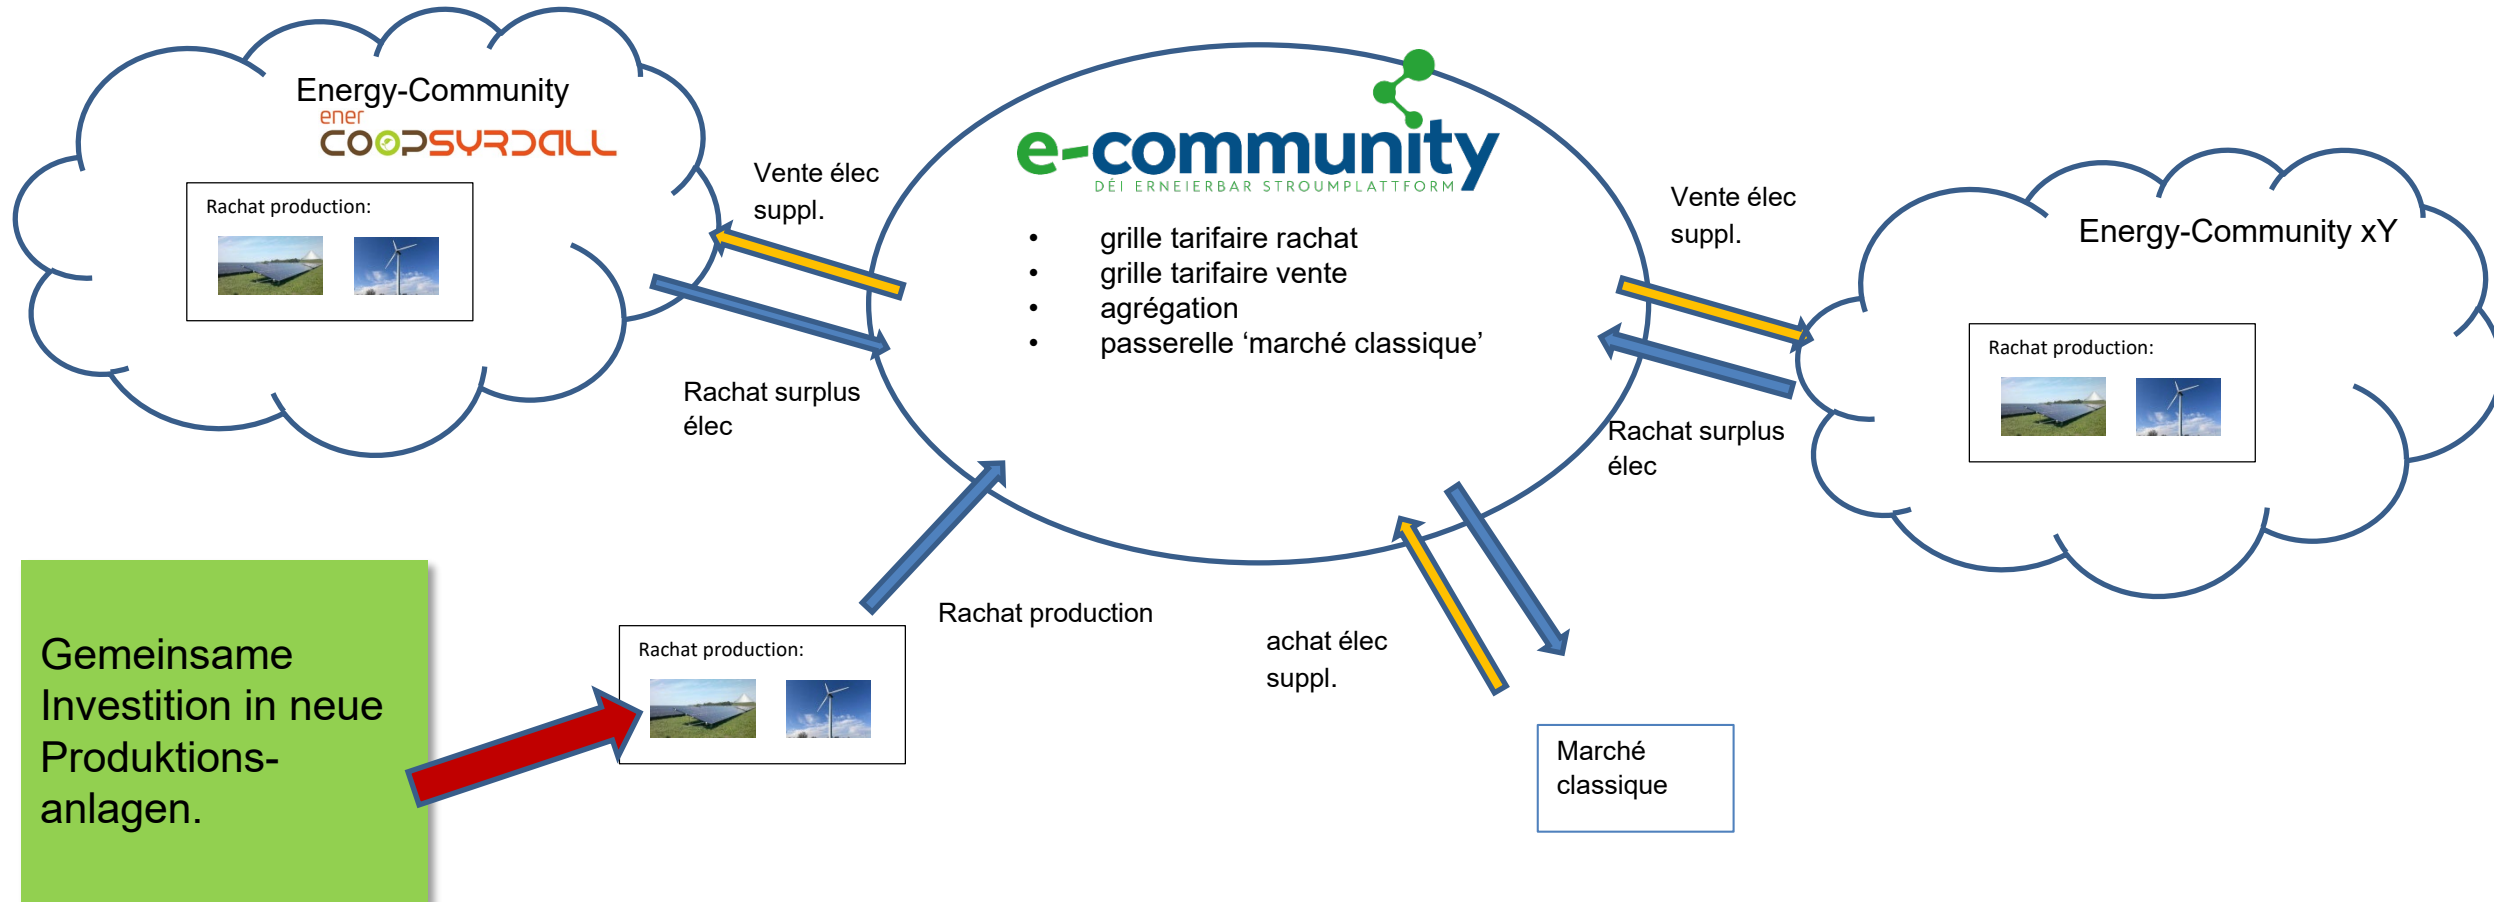 Energy-Community
ener
COOPSYRDALL
Rachat production:
Vente élec
suppl.
Rachat surplus
élec
e-community
DÉI ERNEIERBAR STROUMPLATTFORM
• grille tarifaire rachat
• grille tarifaire vente
• agrégation
• passerelle ‘marché classique’
Vente élec
suppl.
Rachat surplus
élec
Energy-Community xY
Rachat production:
Gemeinsame
Investition in neue
Produktions-
anlagen.
Rachat production:
Rachat production
achat élec
suppl.
Marché
classique